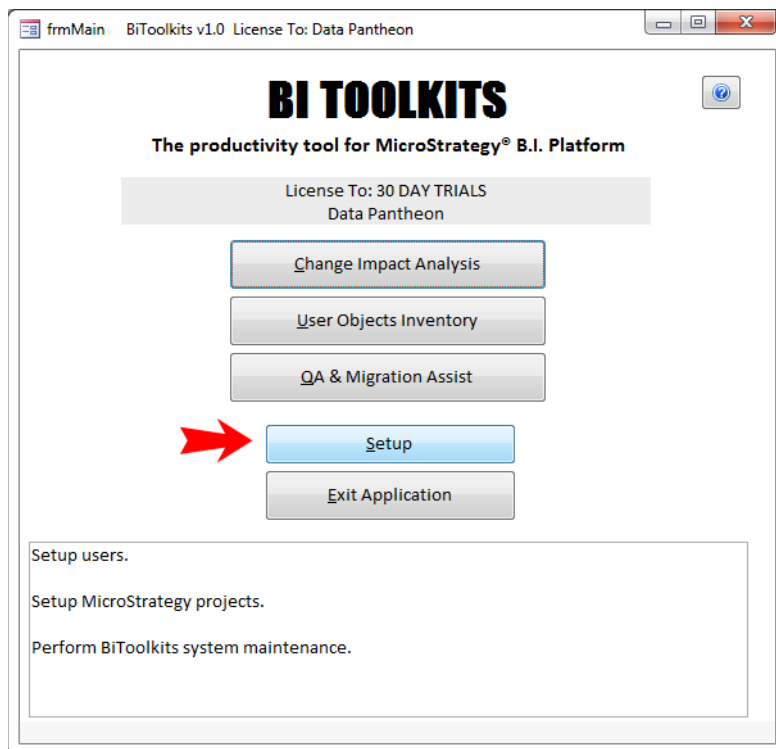 frmMain BiToolkits v1.0 License To: Data Pantheon
BI TOOLKITS
The productivity tool for MicroStrategy® B.I. Platform
License To: 30 DAY TRIALS
Data Pantheon
Change Impact Analysis
User Objects Inventory
QA & Migration Assist
Setup
Exit Application
Setup users.
Setup MicroStrategy projects.
Perform BiToolkits system maintenance.